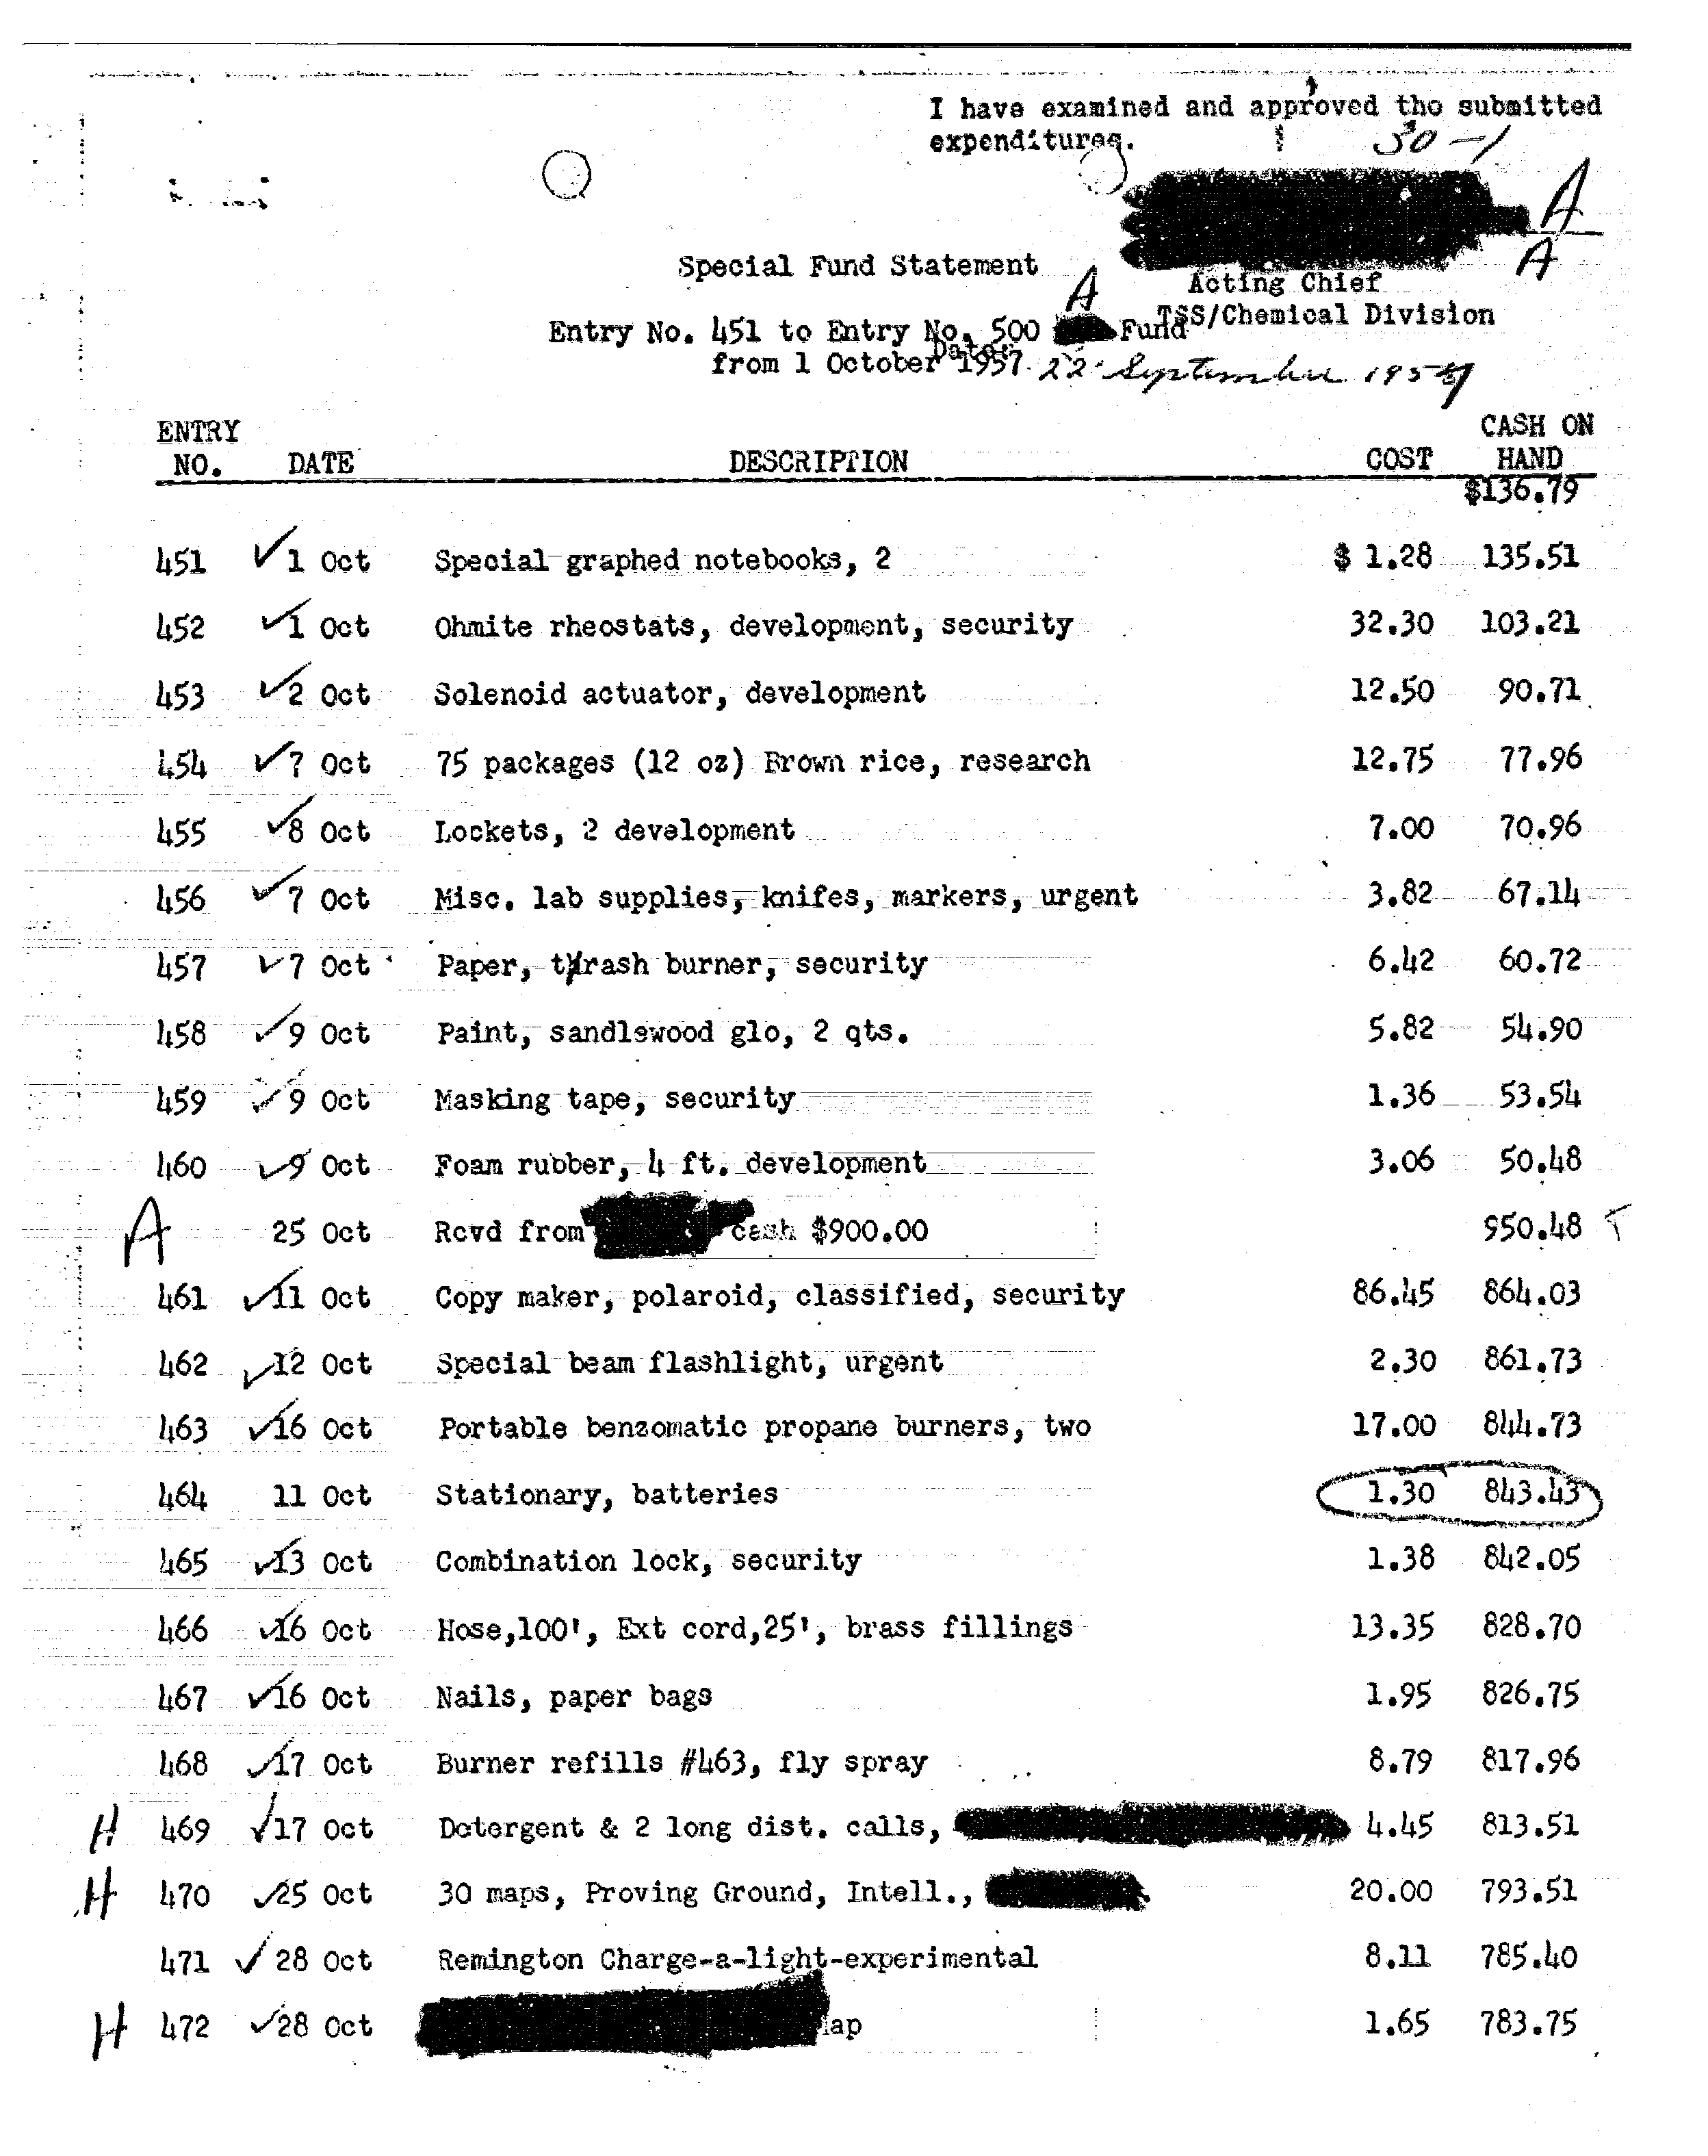 I have examined and approved tho submitted
expenditures.
30-1
A
A
Special Fund Statement
A
Acting Chief
TSS/Chemical Division
Entry No. 451 to Entry No. 500 Fund
Date:
from 1 October 1957
22 September 195
ENTRY NO. DATE DESCRIPTION COST CASH ON HAND
$136.79
451 ✓1 Oct Special graphed notebooks, 2 $ 1.28 135.51
452 ✓1 Oct Ohmite rheostats, development, security 32.30 103.21
453 ✓2 Oct Solenoid actuator, development 12.50 90.71
454 ✓7 Oct 75 packages (12 oz) Brown rice, research 12.75 77.96
455 ✓8 Oct Lockets, 2 development 7.00 70.96
456 ✓7 Oct Misc. lab supplies, knifes, markers, urgent 3.82 67.14
457 ✓7 Oct Paper, trash burner, security 6.42 60.72
458 ✓9 Oct Paint, sandlewood glo, 2 qts. 5.82 54.90
459 ✓9 Oct Masking tape, security 1.36 53.54
460 ✓9 Oct Foam rubber, 4 ft. development 3.06 50.48
A 25 Oct Rcvd from cash $900.00 950.48
461 ✓11 Oct Copy maker, polaroid, classified, security 86.45 864.03
462 ✓12 Oct Special beam flashlight, urgent 2.30 861.73
463 ✓16 Oct Portable benzomatic propane burners, two 17.00 844.73
464 11 Oct Stationary, batteries 1.30 843.43
465 ✓13 Oct Combination lock, security 1.38 842.05
466 ✓16 Oct Hose,100', Ext cord,25', brass fillings 13.35 828.70
467 ✓16 Oct Nails, paper bags 1.95 826.75
468 ✓17 Oct Burner refills #463, fly spray 8.79 817.96
H 469 ✓17 Oct Detergent & 2 long dist. calls, 4.45 813.51
H 470 ✓25 Oct 30 maps, Proving Ground, Intell., 20.00 793.51
471 ✓28 Oct Remington Charge-a-light-experimental 8.11 785.40
H 472 ✓28 Oct ap 1.65 783.75